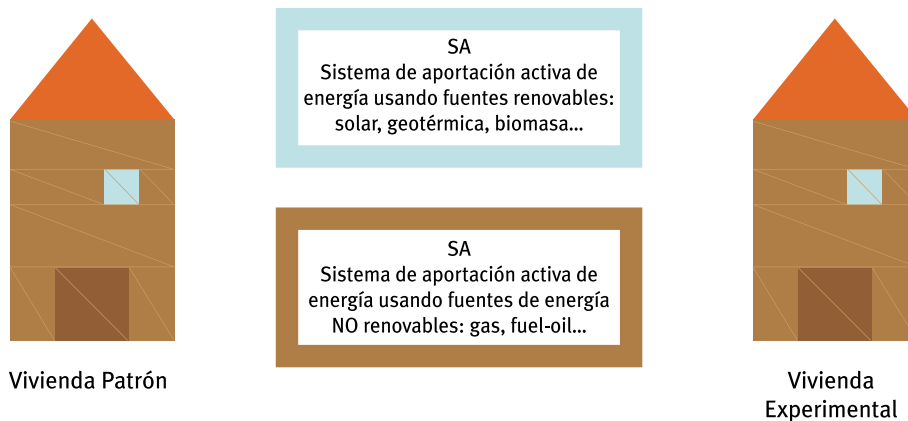 SA
Sistema de aportación activa de
energía usando fuentes renovables:
solar, geotérmica, biomasa...
SA
Sistema de aportación activa de
energía usando fuentes de energía
NO renovables: gas, fuel-oil...
Vivienda Patrón
Vivienda
Experimental